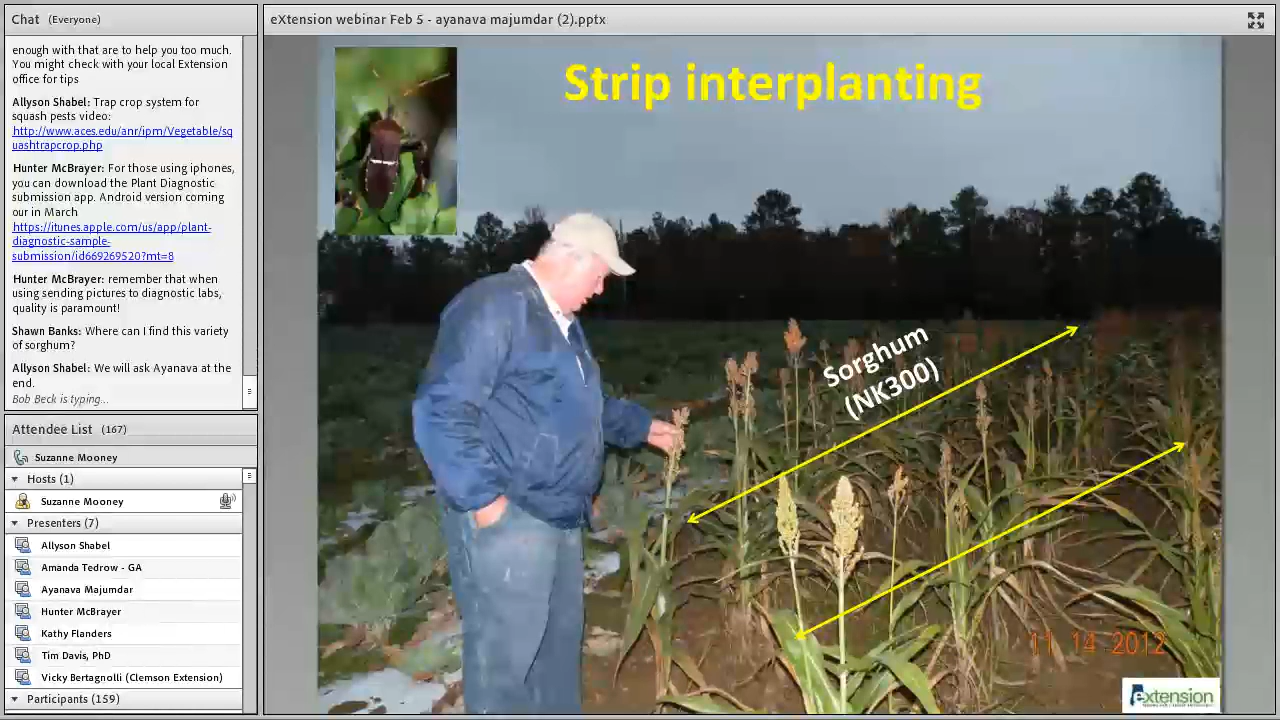 Chat (Everyone)
enough with that are to help you too much.
You might check with your local Extension
office for tips
Allyson Shabel: Trap crop system for
squash pests video:
http://www.aces.edu/anr/ipm/Vegetable/sq
uashtrapcrop.php
Hunter McBrayer: For those using iphones,
you can download the Plant Diagnostic
submission app. Android version coming
our in March
https://itunes.apple.com/us/app/plant-
diagnostic-sample-
submission/id669269520?mt=8
Hunter McBrayer: remember that when
using sending pictures to diagnostic labs,
quality is paramount!
Shawn Banks: Where can I find this variety
of sorghum?
Allyson Shabel: We will ask Ayanava at the
end.
Bob Beck is typing...
Attendee List (167)
Suzanne Mooney
Hosts (1)
Suzanne Mooney
Presenters (7)
Allyson Shabel
Amanda Tedrow - GA
Ayanava Majumdar
Hunter McBrayer
Kathy Flanders
Tim Davis, PhD
Vicky Bertagnolli (Clemson Extension)
Participants (159)
eXtension webinar Feb 5 - ayanava majumdar (2).pptx
Strip interplanting
Sorghum
(NK300)
11 14 2012
extension